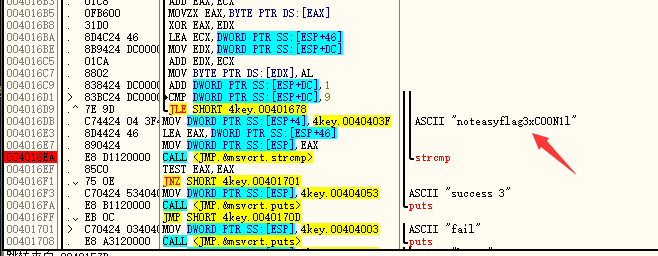 004016B3 . 01C8 ADD EAX,ECX
004016B5 . 0FB600 MOVZX EAX,BYTE PTR DS:[EAX]
004016B8 . 31D0 XOR EAX,EDX
004016BA . 8D4C24 46 LEA ECX,DWORD PTR SS:[ESP+46]
004016BE . 8B9424 DC0000 MOV EDX,DWORD PTR SS:[ESP+DC]
004016C5 . 01CA ADD EDX,ECX
004016C7 . 8802 MOV BYTE PTR DS:[EDX],AL
004016C9 . 838424 DC0000 ADD DWORD PTR SS:[ESP+DC],1
004016D1 > 83BC24 DC0000 CMP DWORD PTR SS:[ESP+DC],9
004016D9 .^ 7E 9D JLE SHORT 4key.00401678
004016DB . C74424 04 3F4 MOV DWORD PTR SS:[ESP+4],4key.0040403F ASCII "noteasyflag3xC00N1l"
004016E3 . 8D4424 46 LEA EAX,DWORD PTR SS:[ESP+46]
004016E7 . 890424 MOV DWORD PTR SS:[ESP],EAX
004016EA . E8 D1120000 CALL <JMP.&msvcrt.strcmp> strcmp
004016EF . 85C0 TEST EAX,EAX
004016F1 .v 75 0E JNZ SHORT 4key.00401701
004016F3 . C70424 534040 MOV DWORD PTR SS:[ESP],4key.00404053 ASCII "success 3"
004016FA . E8 B1120000 CALL <JMP.&msvcrt.puts> puts
004016FF .v EB 0C JMP SHORT 4key.0040170D
00401701 > C70424 034040 MOV DWORD PTR SS:[ESP],4key.00404003 ASCII "fail"
00401708 . E8 A3120000 CALL <JMP.&msvcrt.puts> puts